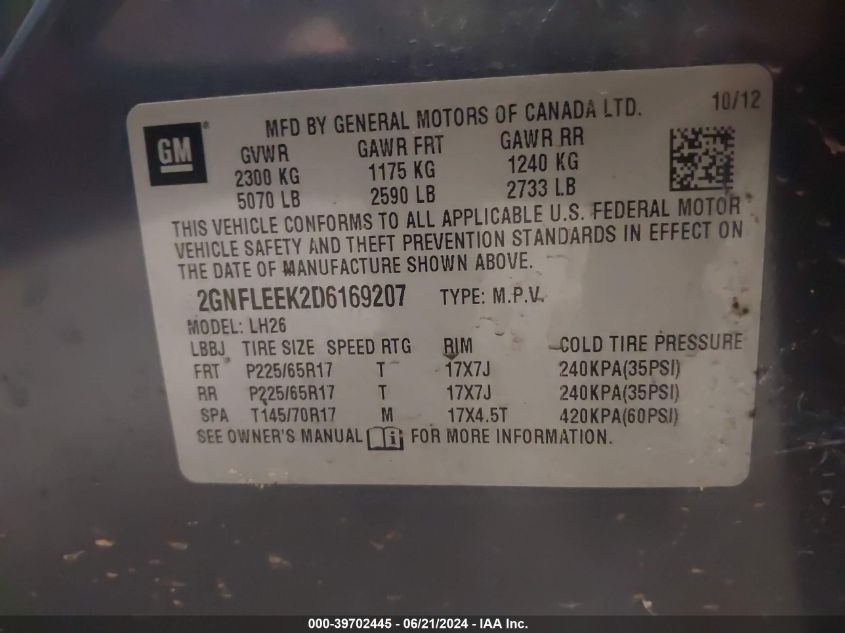 10/12
MFD BY GENERAL MOTORS OF CANADA LTD.
GM®
GVWR GAWR FRT GAWR RR
2300 KG 1175 KG 1240 KG
5070 LB 2590 LB 2733 LB
THIS VEHICLE CONFORMS TO ALL APPLICABLE U.S. FEDERAL MOTOR
VEHICLE SAFETY AND THEFT PREVENTION STANDARDS IN EFFECT ON
THE DATE OF MANUFACTURE SHOWN ABOVE.
2GNFLEEK2D6169207 TYPE: M.P.V.
MODEL: LH26
LBBJ TIRE SIZE SPEED RTG RIM COLD TIRE PRESSURE
FRT P225/65R17 T 17X7J 240KPA(35PSI)
RR P225/65R17 T 17X7J 240KPA(35PSI)
SPA T145/70R17 M 17X4.5T 420KPA(60PSI)
SEE OWNER'S MANUAL FOR MORE INFORMATION.
000-39702445 - 06/21/2024 - IAA Inc.